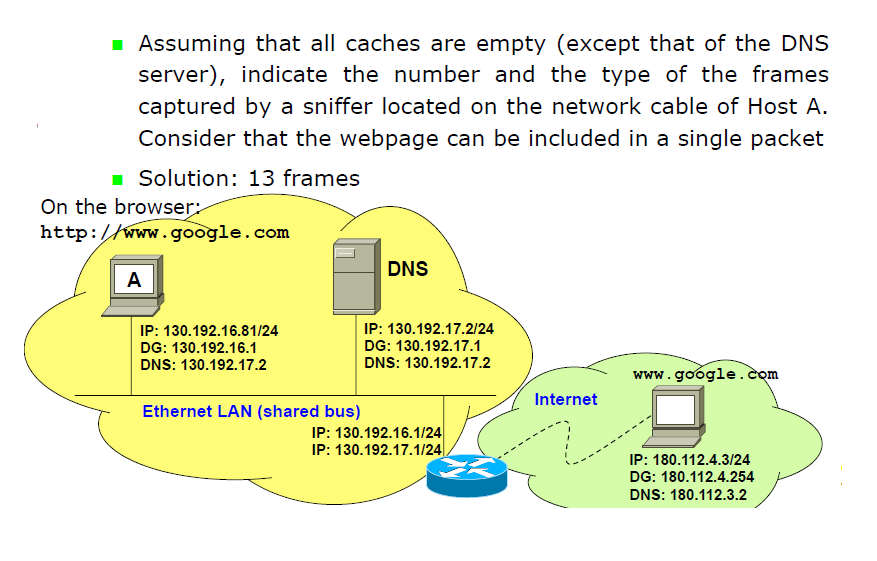 Assuming that all caches are empty (except that of the DNS
server), indicate the number and the type of the frames
captured by a sniffer located on the network cable of Host A.
Consider that the webpage can be included in a single packet
Solution: 13 frames
On the browser:
http://www.google.com
A
DNS
IP: 130.192.16.81/24
DG: 130.192.16.1
DNS: 130.192.17.2
IP: 130.192.17.2/24
DG: 130.192.17.1
DNS: 130.192.17.2
www.google.com
Internet
Ethernet LAN (shared bus)
IP: 130.192.16.1/24
IP: 130.192.17.1/24
IP: 180.112.4.3/24
DG: 180.112.4.254
DNS: 180.112.3.2